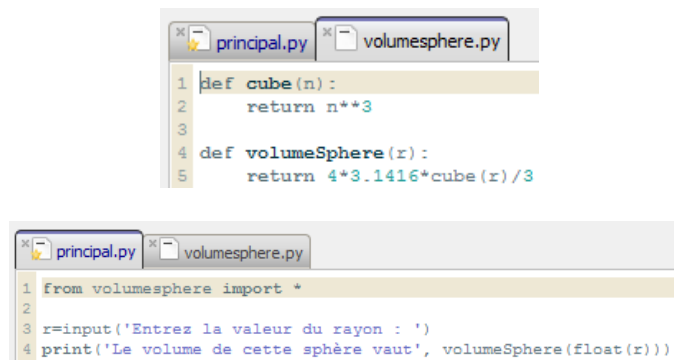 principal.py volumesphere.py
1 def cube(n):
2     return n**3
3
4 def volumeSphere(r):
5     return 4*3.1416*cube(r)/3
principal.py volumesphere.py
1 from volumesphere import *
2
3 r=input('Entrez la valeur du rayon : ')
4 print('Le volume de cette sphère vaut', volumeSphere(float(r)))